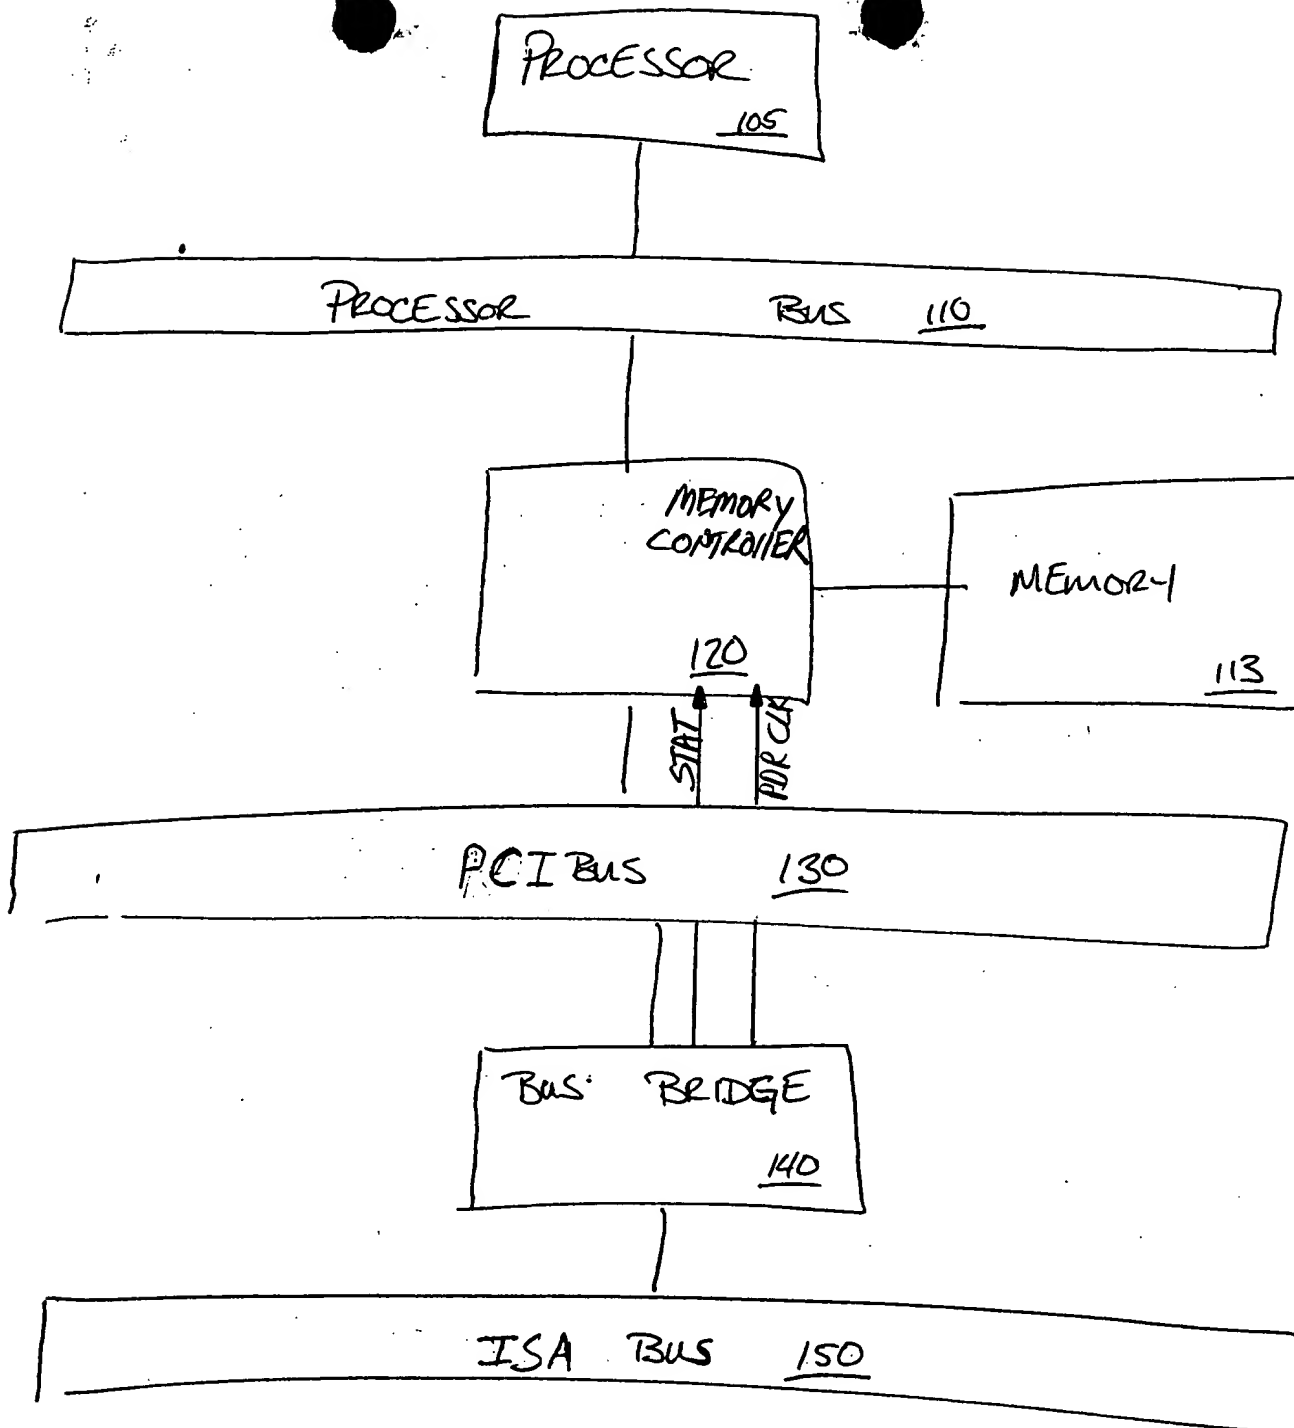 PROCESSOR
105
PROCESSOR BUS 110
MEMORY
CONTROllER
120
MEMORY
113
STAT
PDR CLK
PCI BUS 130
BUS BRIDGE
140
ISA BUS 150